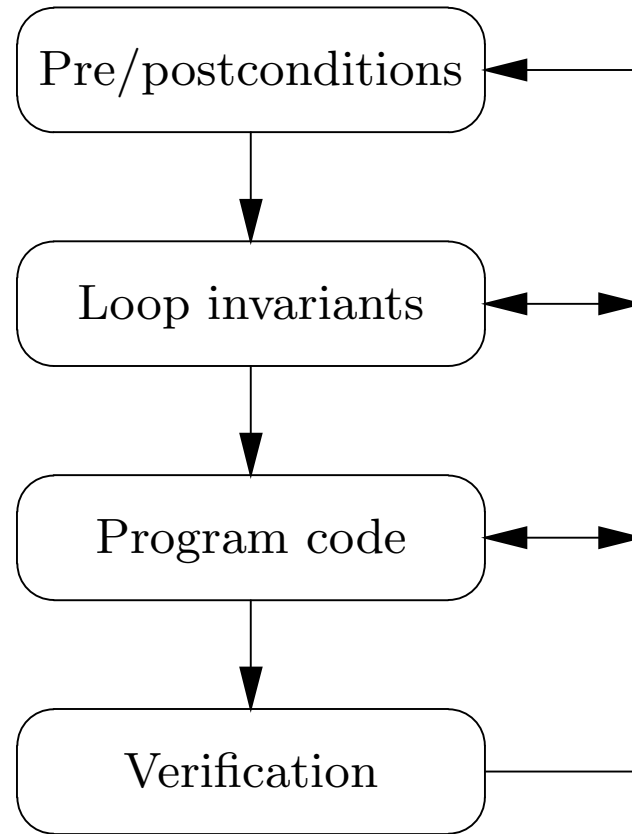 Pre/postconditions
Loop invariants
Program code
Verification